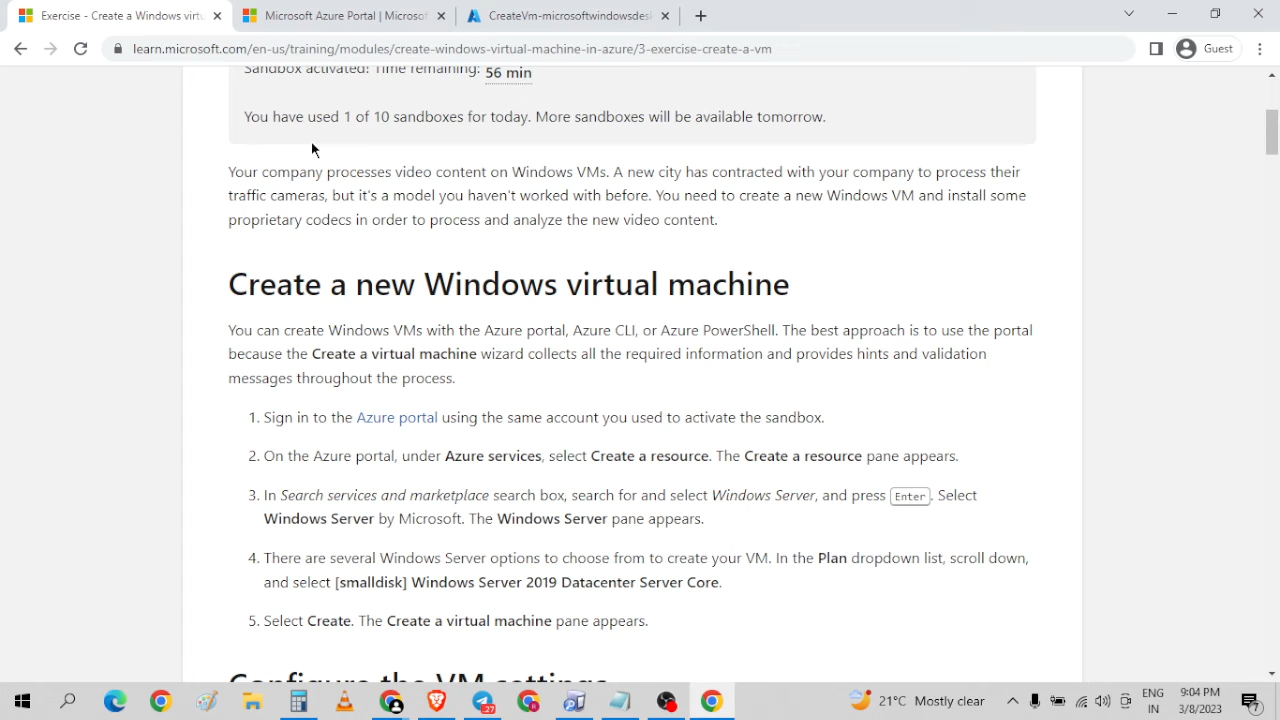 Exercise - Create a Windows virt
Microsoft Azure Portal | Microsof
CreateVm-microsoftwindowsdesk
learn.microsoft.com/en-us/training/modules/create-windows-virtual-machine-in-azure/3-exercise-create-a-vm
Guest
Sandbox activated! Time remaining: 56 min
You have used 1 of 10 sandboxes for today. More sandboxes will be available tomorrow.
Your company processes video content on Windows VMs. A new city has contracted with your company to process their
traffic cameras, but it's a model you haven't worked with before. You need to create a new Windows VM and install some
proprietary codecs in order to process and analyze the new video content.
Create a new Windows virtual machine
You can create Windows VMs with the Azure portal, Azure CLI, or Azure PowerShell. The best approach is to use the portal
because the Create a virtual machine wizard collects all the required information and provides hints and validation
messages throughout the process.
1. Sign in to the Azure portal using the same account you used to activate the sandbox.
2. On the Azure portal, under Azure services, select Create a resource. The Create a resource pane appears.
3. In Search services and marketplace search box, search for and select Windows Server, and press Enter. Select
Windows Server by Microsoft. The Windows Server pane appears.
4. There are several Windows Server options to choose from to create your VM. In the Plan dropdown list, scroll down,
and select [smalldisk] Windows Server 2019 Datacenter Server Core.
5. Select Create. The Create a virtual machine pane appears.
Configure the VM settings
27
21°C Mostly clear
ENG
IN
9:04 PM
3/8/2023
7